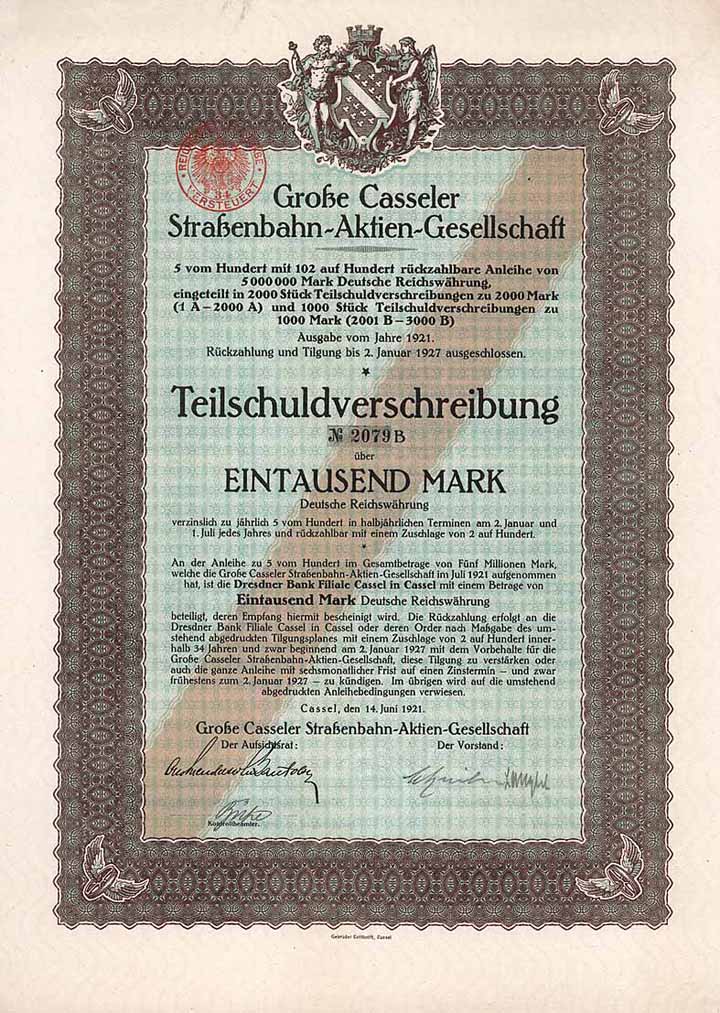 VERSTEUERT
Große Casseler
Straßenbahn-Aktien-Gesellschaft
5 vom Hundert mit 102 auf Hundert rückzahlbare Anleihe von
5 000 000 Mark Deutsche Reichswährung,
eingeteilt in 2000 Stück Teilschuldverschreibungen zu 2000 Mark
(1 A – 2000 A) und 1000 Stück Teilschuldverschreibungen zu
1000 Mark (2001 B – 3000 B)
Ausgabe vom Jahre 1921.
Rückzahlung und Tilgung bis 2. Januar 1927 ausgeschlossen.
Teilschuldverschreibung
№ 2079 B
über
EINTAUSEND MARK
Deutsche Reichswährung
verzinslich zu jährlich 5 vom Hundert in halbjährlichen Terminen am 2. Januar und
1. Juli jedes Jahres und rückzahlbar mit einem Zuschlage von 2 auf Hundert.
An der Anleihe zu 5 vom Hundert im Gesamtbetrage von Fünf Millionen Mark,
welche die Große Casseler Straßenbahn-Aktien-Gesellschaft im Juli 1921 aufgenommen
hat, ist die Dresdner Bank Filiale Cassel in Cassel mit einem Betrage von
Eintausend Mark Deutsche Reichswährung
beteiligt, deren Empfang hiermit bescheinigt wird. Die Rückzahlung erfolgt an die
Dresdner Bank Filiale Cassel in Cassel oder deren Order nach Maßgabe des um-
stehend abgedruckten Tilgungsplanes mit einem Zuschlage von 2 auf Hundert inner-
halb 34 Jahren und zwar beginnend am 2. Januar 1927 mit dem Vorbehalte für die
Große Casseler Straßenbahn-Aktien-Gesellschaft, diese Tilgung zu verstärken oder
auch die ganze Anleihe mit sechsmonatlicher Frist auf einen Zinstermin – und zwar
frühestens zum 2. Januar 1927 – zu kündigen. Im übrigen wird auf die umstehend
abgedruckten Anleihebedingungen verwiesen.
Cassel, den 14. Juni 1921.
Große Casseler Straßenbahn-Aktien-Gesellschaft
Der Aufsichtsrat: Der Vorstand:
Kontrollbeamter.
Gebrüder Gotthelft, Cassel